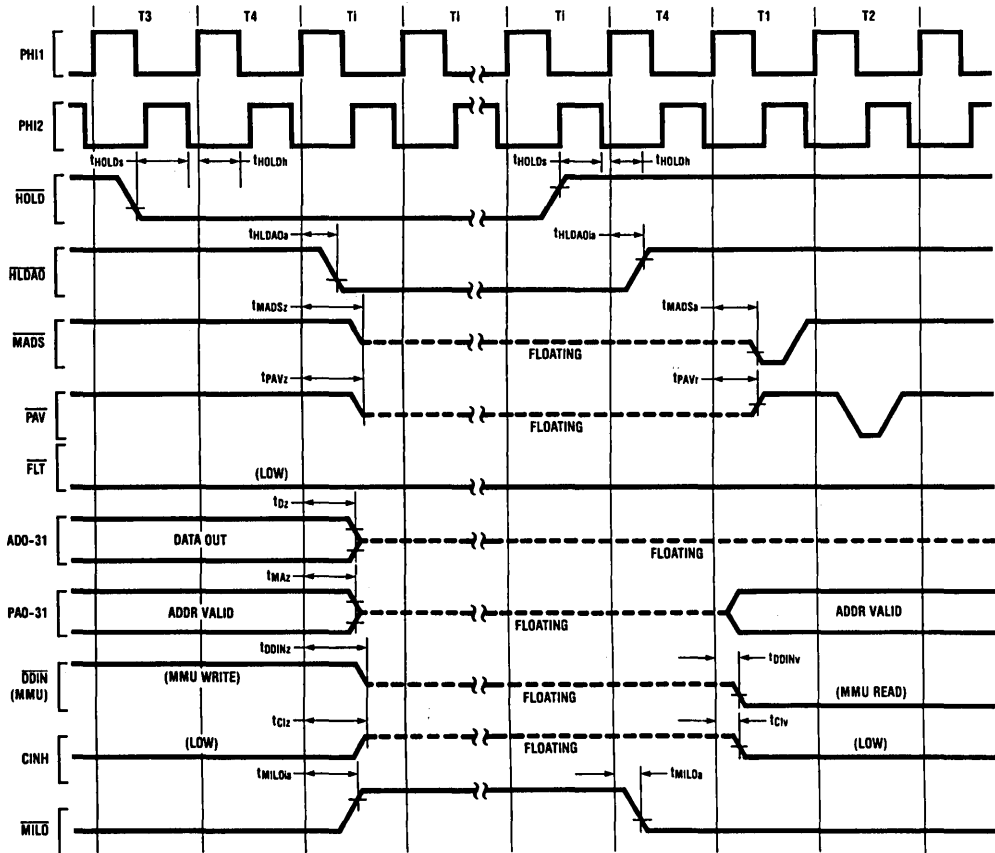 T3 T4 Ti Ti Ti T4 T1 T2
PHI1
PHI2
tHOLDs tHOLDh tHOLDs tHOLDh
HOLD
tHLDAOa tHLDAOia
HLDAO
tMADSz tMADSa
MADS
FLOATING
tPAVz tPAVr
PAV
FLOATING
FLT
(LOW)
tDz
AD0-31 DATA OUT
FLOATING
tMAz
PA0-31 ADDR VALID FLOATING ADDR VALID
tDDINz tDDINv
DDIN (MMU WRITE)
(MMU) FLOATING (MMU READ)
tCIz tCIv
(LOW) FLOATING (LOW)
CINH
tMILOia tMILOa
MILO